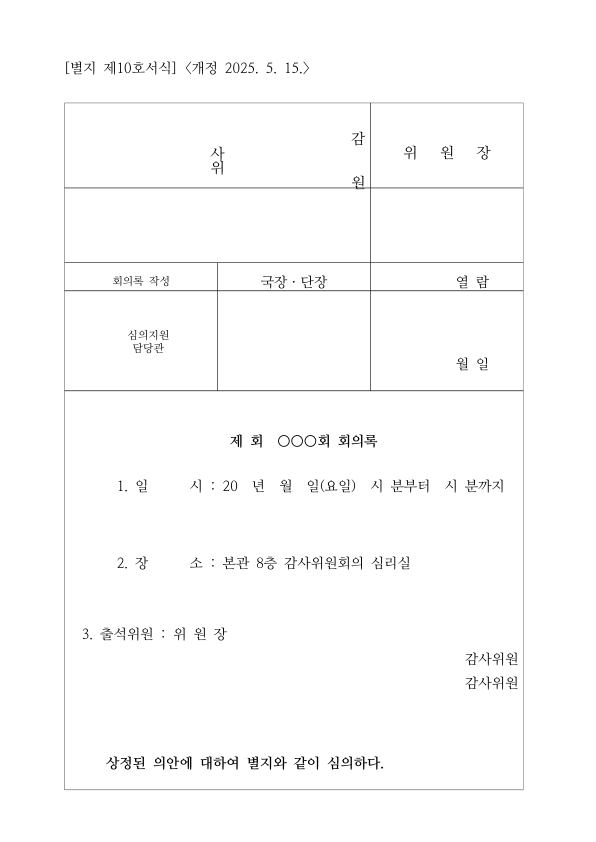 [별지 제10호서식] <개정 2025. 5. 15.>
감
사
위
원
위 원 장
회의록 작성
국장·단장
열 람
심의지원
담당관
월 일
제 회 ○○○회 회의록
1. 일 시 : 20 년 월 일(요일) 시 분부터 시 분까지
2. 장 소 : 본관 8층 감사위원회의 심리실
3. 출석위원 : 위 원 장
감사위원
감사위원
상정된 의안에 대하여 별지와 같이 심의하다.